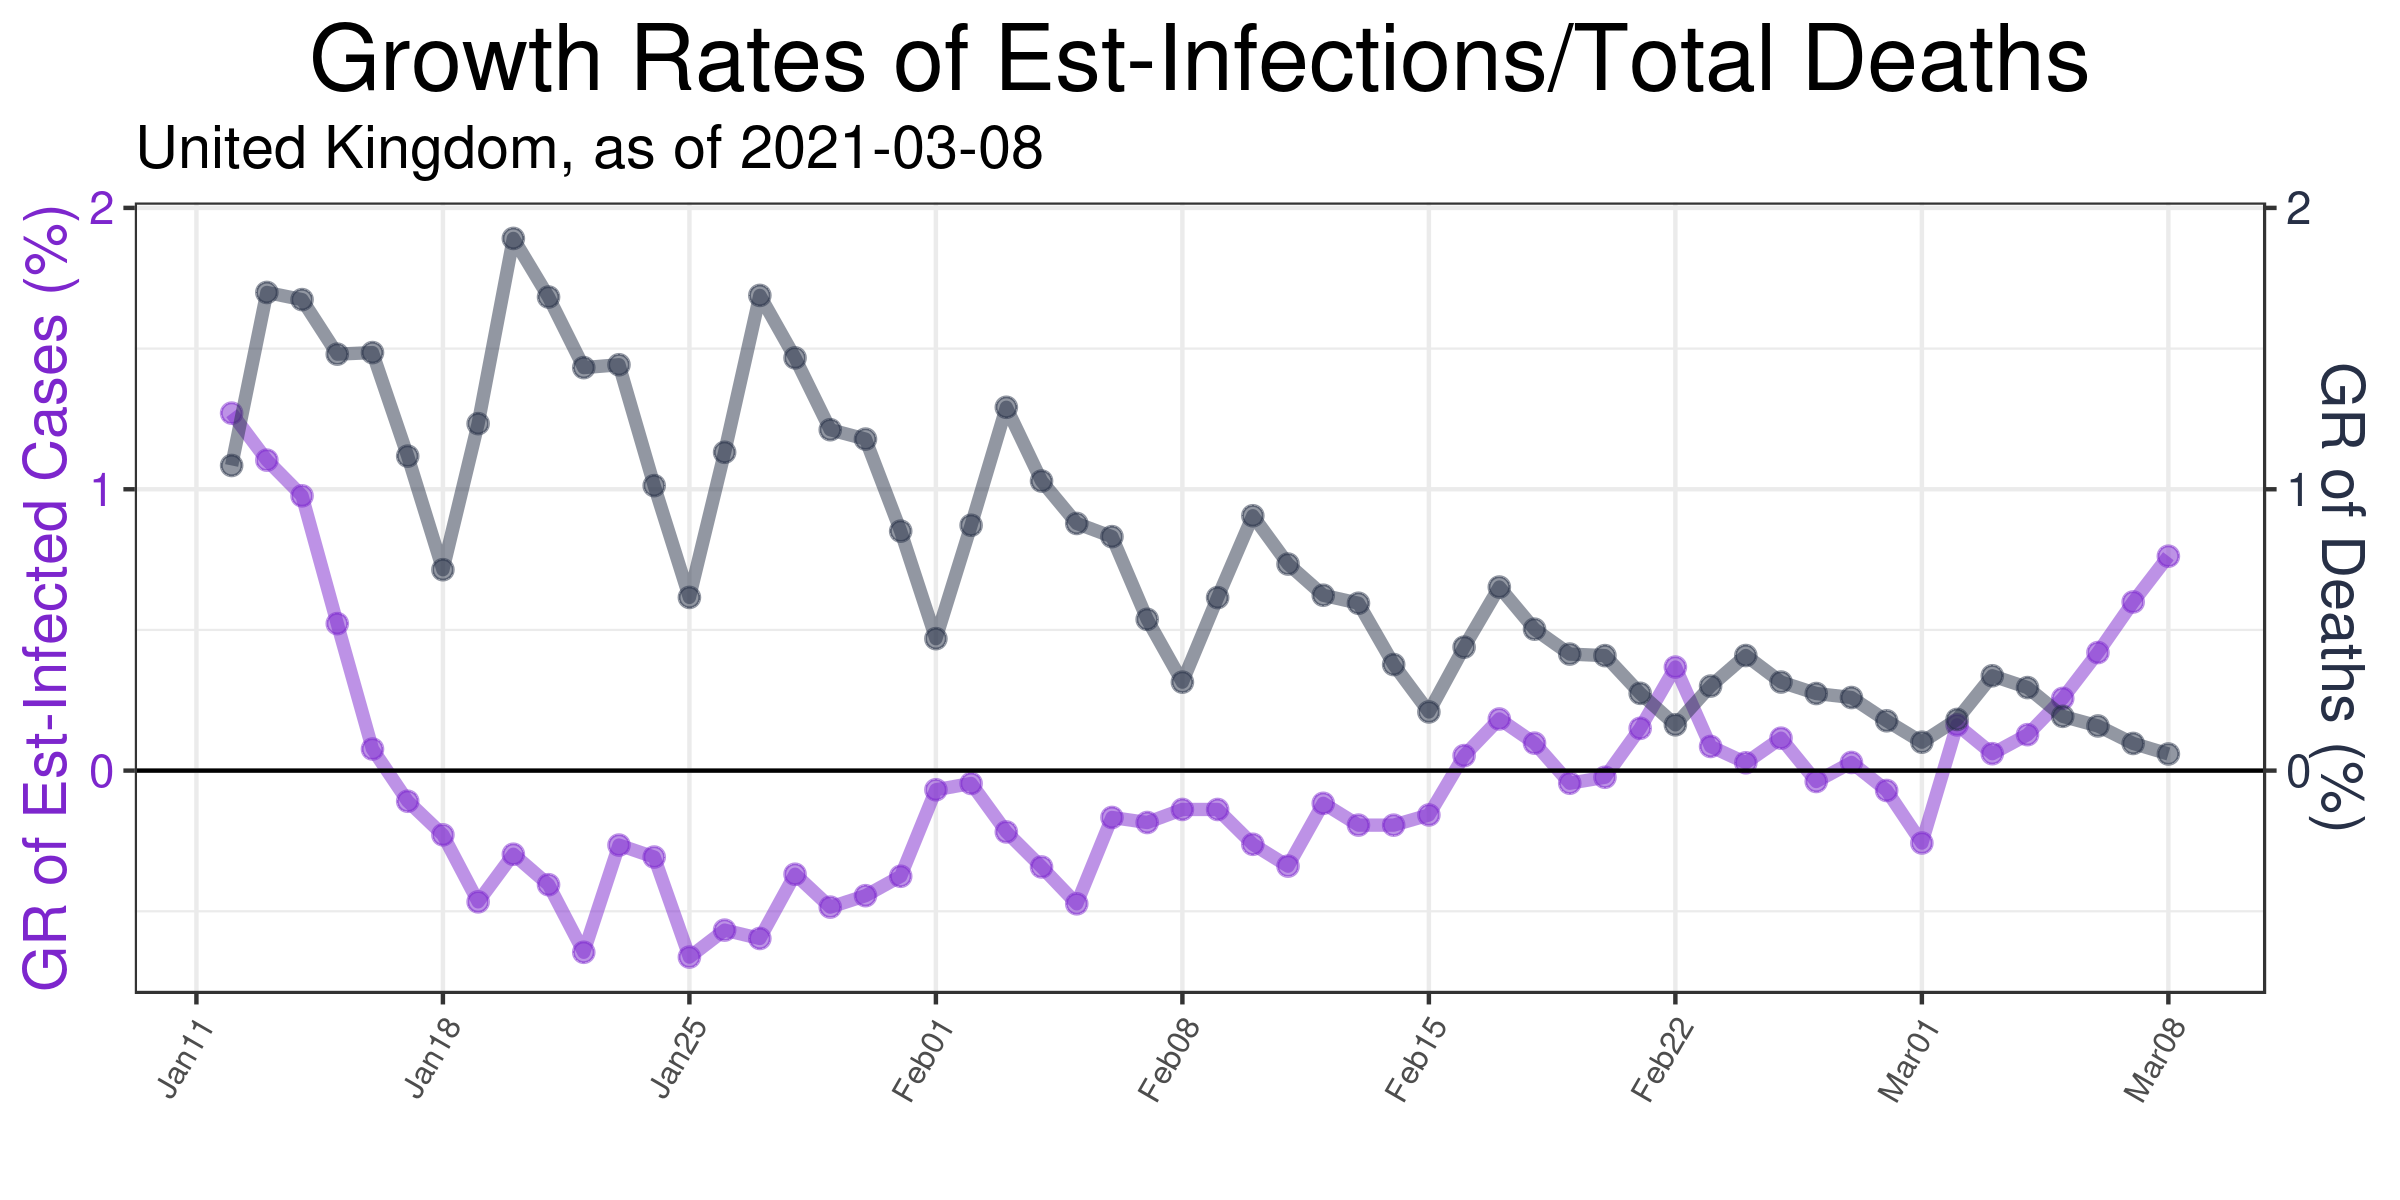 Growth Rates of Est-Infections/Total Deaths
United Kingdom, as of 2021-03-08
GR of Est-Infected Cases (%)
2
1
0
2
1
0
GR of Deaths (%)
Jan11
Jan18
Jan25
Feb01
Feb08
Feb15
Feb22
Mar01
Mar08